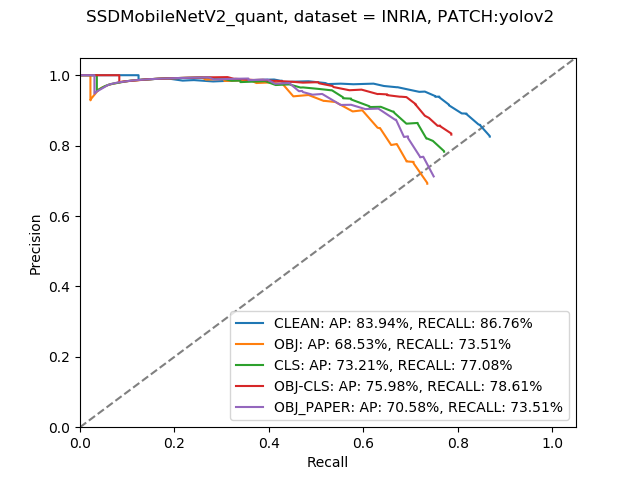 SSDMobileNetV2_quant, dataset = INRIA, PATCH:yolov2
1.0
0.8
0.6
0.4
0.2
0.0
Precision
CLEAN: AP: 83.94%, RECALL: 86.76%
OBJ: AP: 68.53%, RECALL: 73.51%
CLS: AP: 73.21%, RECALL: 77.08%
OBJ-CLS: AP: 75.98%, RECALL: 78.61%
OBJ_PAPER: AP: 70.58%, RECALL: 73.51%
0.0 0.2 0.4 0.6 0.8 1.0
Recall